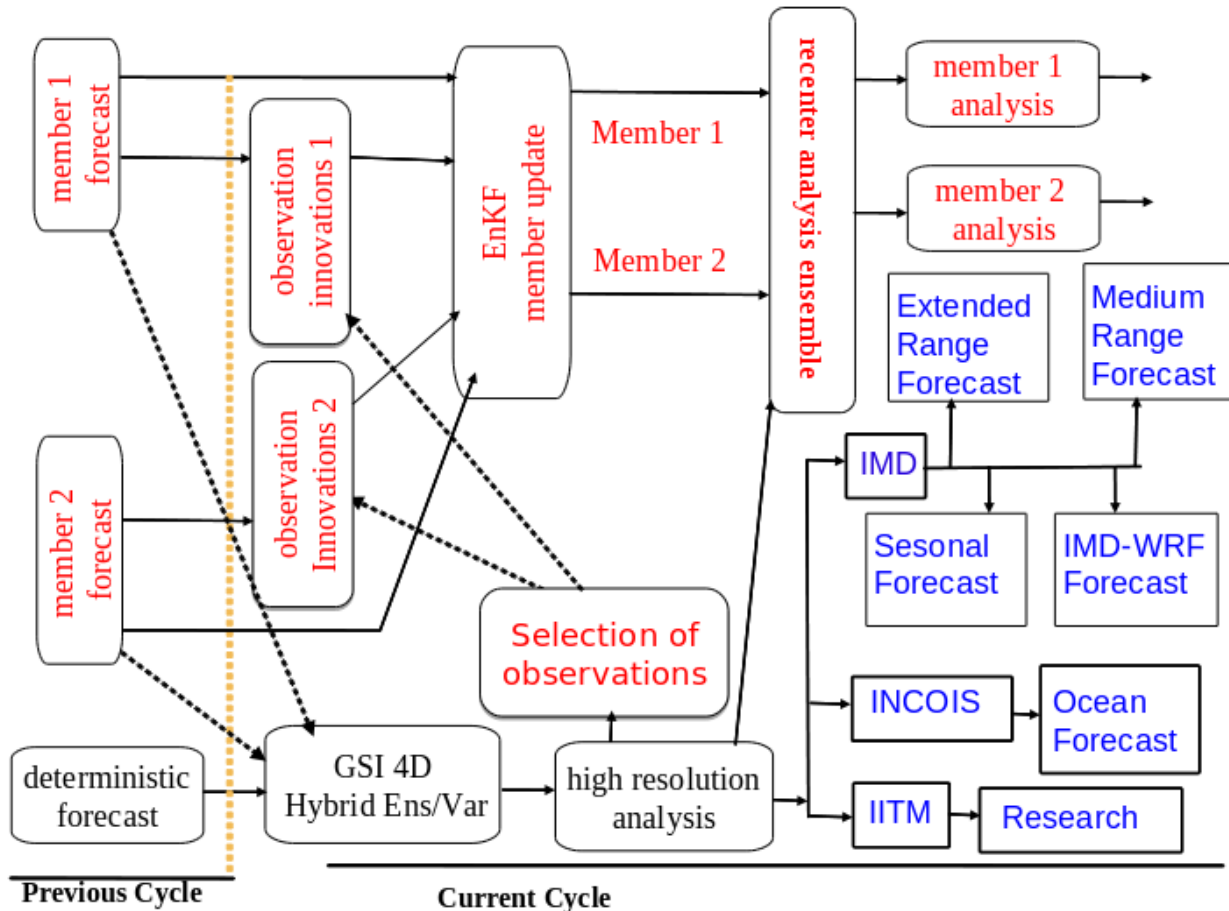 member 1
forecast
observation
innovations 1
EnKF
member update
Member 1
Member 2
recenter analysis ensemble
member 1
analysis
member 2
analysis
Extended
Range
Forecast
Medium
Range
Forecast
member 2
forecast
observation
Innovations 2
IMD
Sesonal
Forecast
IMD-WRF
Forecast
Selection of
observations
INCOIS
Ocean
Forecast
deterministic
forecast
GSI 4D
Hybrid Ens/Var
high resolution
analysis
IITM
Research
Previous Cycle
Current Cycle